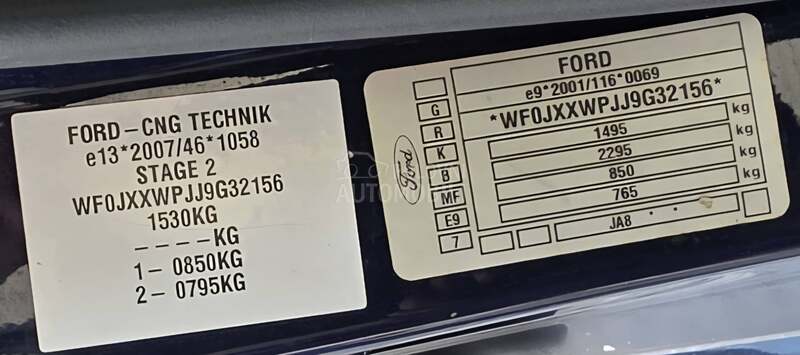 FORD-CNG TECHNIK
e13*2007/46*1058
STAGE 2
WF0JXXWPJJ9G32156
1530KG
----KG
1- 0850KG
2- 0795KG
FORD
e9*2001/116*0069
*WF0JXXWPJJ9G32156*
1495 kg
2295 kg
850 kg
765
G
R
K
B
MF
E9
7
JA8
Ford